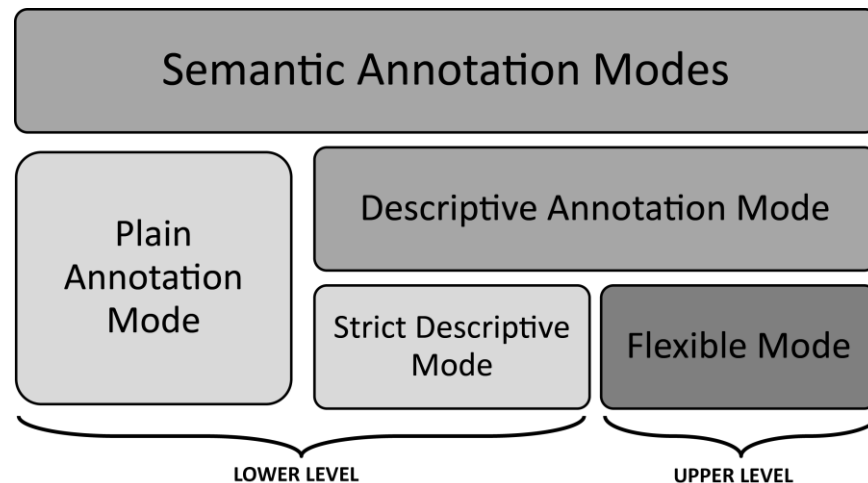 Semantic Annotation Modes
Plain
Annotation
Mode
Descriptive Annotation Mode
Strict Descriptive
Mode
Flexible Mode
LOWER LEVEL
UPPER LEVEL